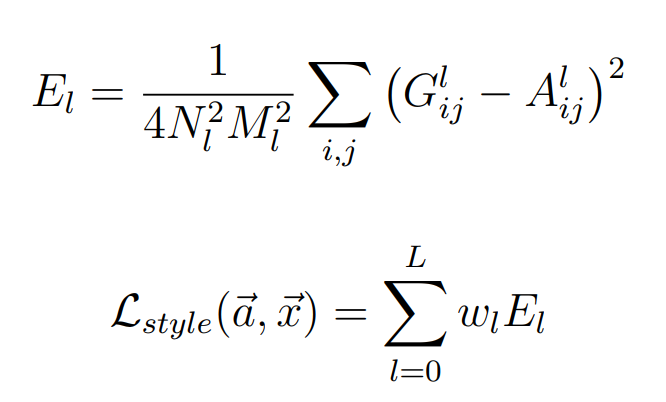 E_l = \frac{1}{4N_l^2 M_l^2} \sum_{i,j} \left( G_{ij}^l - A_{ij}^l \right)^2
\mathcal{L}_{style}(\vec{a}, \vec{x}) = \sum_{l=0}^{L} w_l E_l